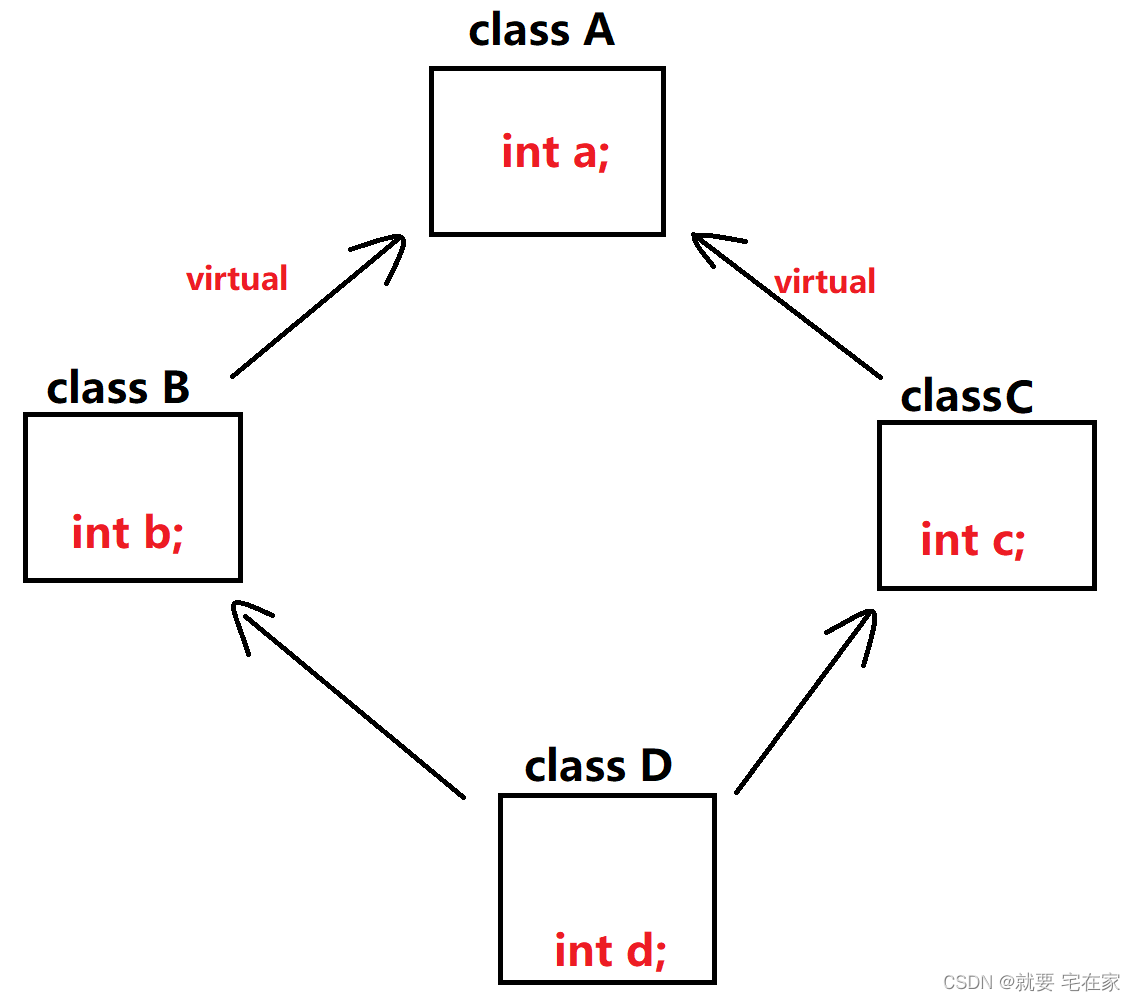 class A
int a;
virtual
virtual
class B
classC
int b;
int c;
class D
int d;
CSDN @就要 宅在家